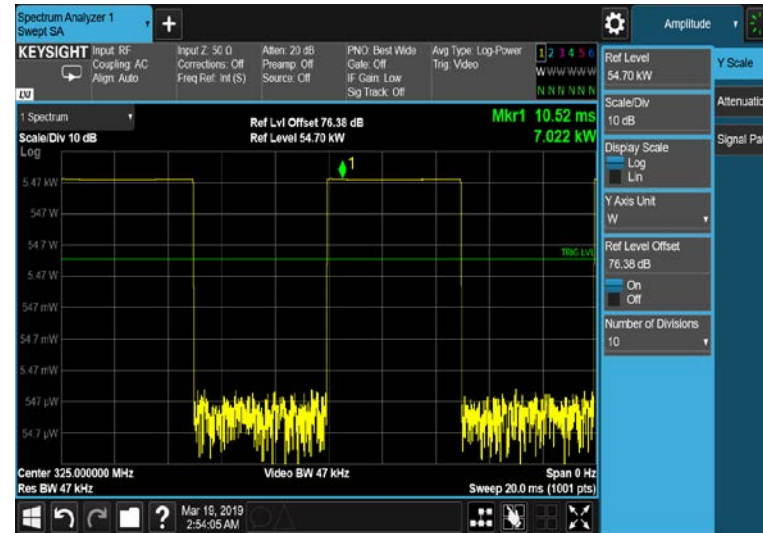 Spectrum Analyzer 1
Swept SA
Amplitude
KEYSIGHT
Input: RF
Coupling: AC
Align: Auto
Input Z: 50 Ω
Corrections: Off
Freq Ref: Int (S)
Atten: 20 dB
Preamp: Off
Source: Off
PNO: Best Wide
Gate: Off
IF Gain: Low
Sig Track: Off
Avg Type: Log-Power
Trig: Video
1 2 3 4 5 6
W W W W W W
N N N N N N
LXI
1 Spectrum
Scale/Div 10 dB
Log
Ref Lvl Offset 76.38 dB
Ref Level 54.70 kW
Mkr1 10.52 ms
7.022 kW
1
5.47 kW
547 W
54.7 W
TRIG LVL
5.47 W
547 mW
54.7 mW
5.47 mW
547 µW
54.7 µW
Center 325.000000 MHz
Res BW 47 kHz
Video BW 47 kHz
Span 0 Hz
Sweep 20.0 ms (1001 pts)
Ref Level
54.70 kW
Scale/Div
10 dB
Display Scale
Log
Lin
Y Axis Unit
W
Ref Level Offset
76.38 dB
On
Off
Number of Divisions
10
Y Scale
Attenuatio
Signal Pa
?
Mar 19, 2019
2:54:05 AM